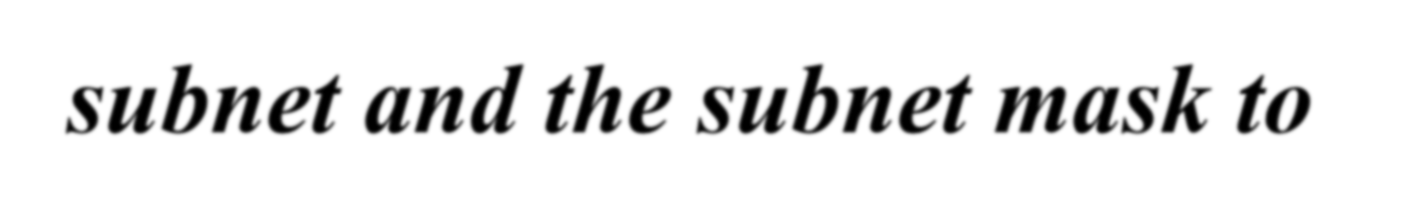 subnet and the subnet mask to